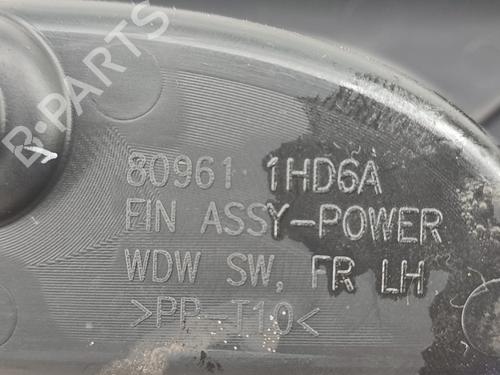 B-PARTS
80961 1HD6A
FIN ASSY-POWER
WDW SW, FR LH
>PP-T10<